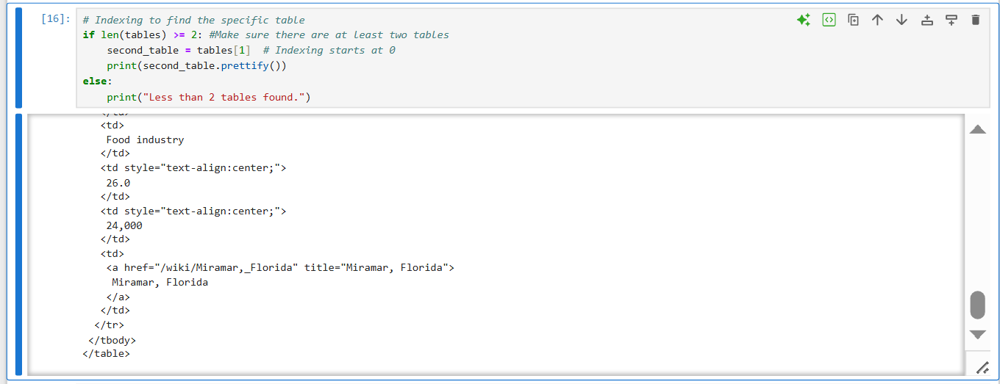 [16]: # Indexing to find the specific table
if len(tables) >= 2: #Make sure there are at least two tables
    second_table = tables[1]  # Indexing starts at 0
    print(second_table.prettify())
else:
    print("Less than 2 tables found.")
   <td>
    Food industry
   </td>
   <td style="text-align:center;">
    26.0
   </td>
   <td style="text-align:center;">
    24,000
   </td>
   <td>
    <a href="/wiki/Miramar,_Florida" title="Miramar, Florida">
     Miramar, Florida
    </a>
   </td>
  </tr>
 </tbody>
</table>